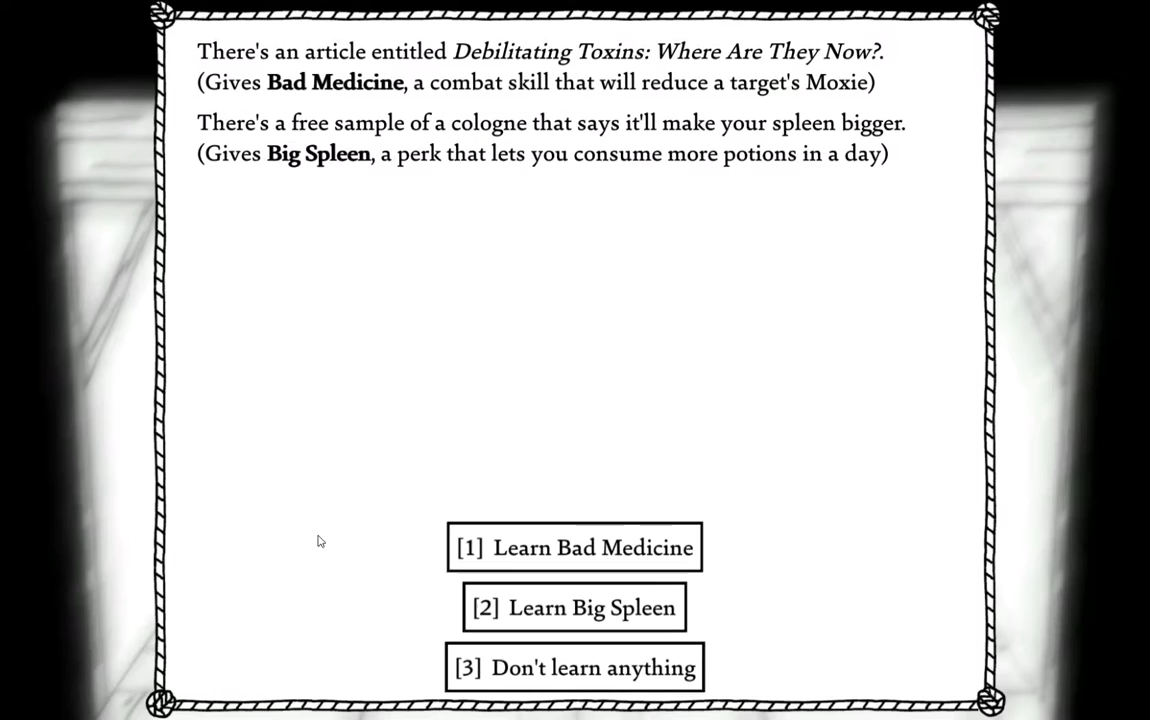 There's an article entitled Debilitating Toxins: Where Are They Now?.
(Gives Bad Medicine, a combat skill that will reduce a target's Moxie)
There's a free sample of a cologne that says it'll make your spleen bigger.
(Gives Big Spleen, a perk that lets you consume more potions in a day)
[1] Learn Bad Medicine
[2] Learn Big Spleen
[3] Don't learn anything